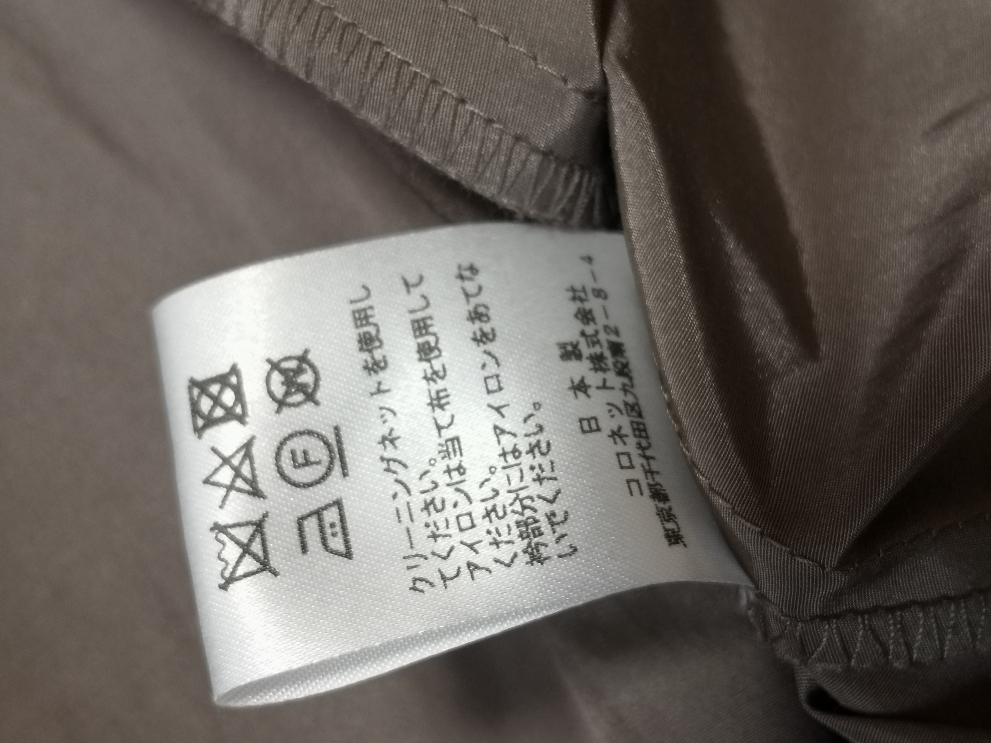 F
W
クリーニングネットを使用し
てください。
アイロンは当て布を使用して
ください。
衿部分にはアイロンをあてな
いでください。
日本製
コロネット株式会社
東京都千代田区九段南2-8-4